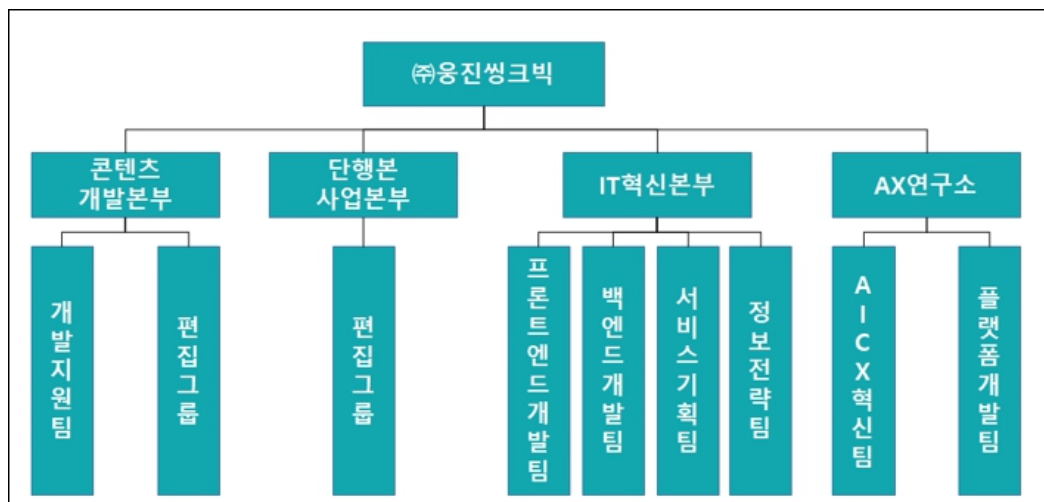 ㈜웅진씽크빅
콘텐츠
개발본부
단행본
사업본부
IT혁신본부
AX연구소
개발지원팀
편집그룹
편집그룹
프론트엔드개발팀
백엔드개발팀
서비스기획팀
정보전략팀
AICX혁신팀
플랫폼개발팀